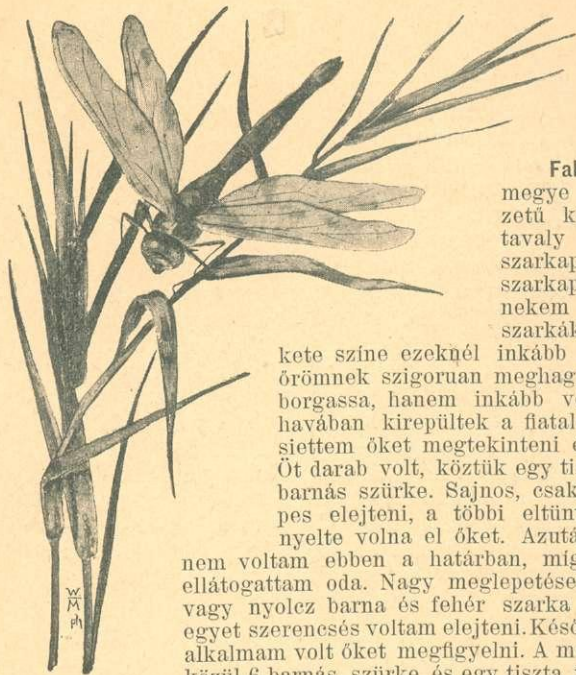 Fal
megye
zetű k
tavaly
szarkap
szarkap
nekem
szarkák
kete színe ezeknél inkább
őrömnek szigoruan meghag
borgassa, hanem inkább v
havában kirepültek a fiatal
siettem őket megtekinteni e
Öt darab volt, köztük egy ti
barnás szürke. Sajnos, csak
pes elejteni, a többi eltün
nyelte volna el őket. Azutá
nem voltam ebben a határban, míg
ellátogattam oda. Nagy meglepetése
vagy nyolcz barna és fehér szarka
egyet szerencsés voltam elejteni. Késő
alkalmam volt őket megfigyelni. A m
közül 6 barnás, szürke, és egy tiszta
W
M
ph